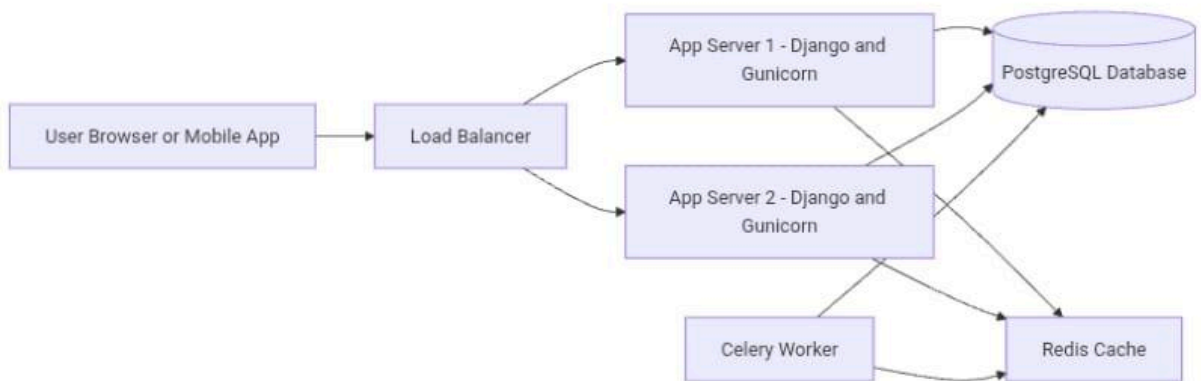 User Browser or Mobile App
Load Balancer
App Server 1 - Django and
Gunicorn
App Server 2 - Django and
Gunicorn
PostgreSQL Database
Celery Worker
Redis Cache